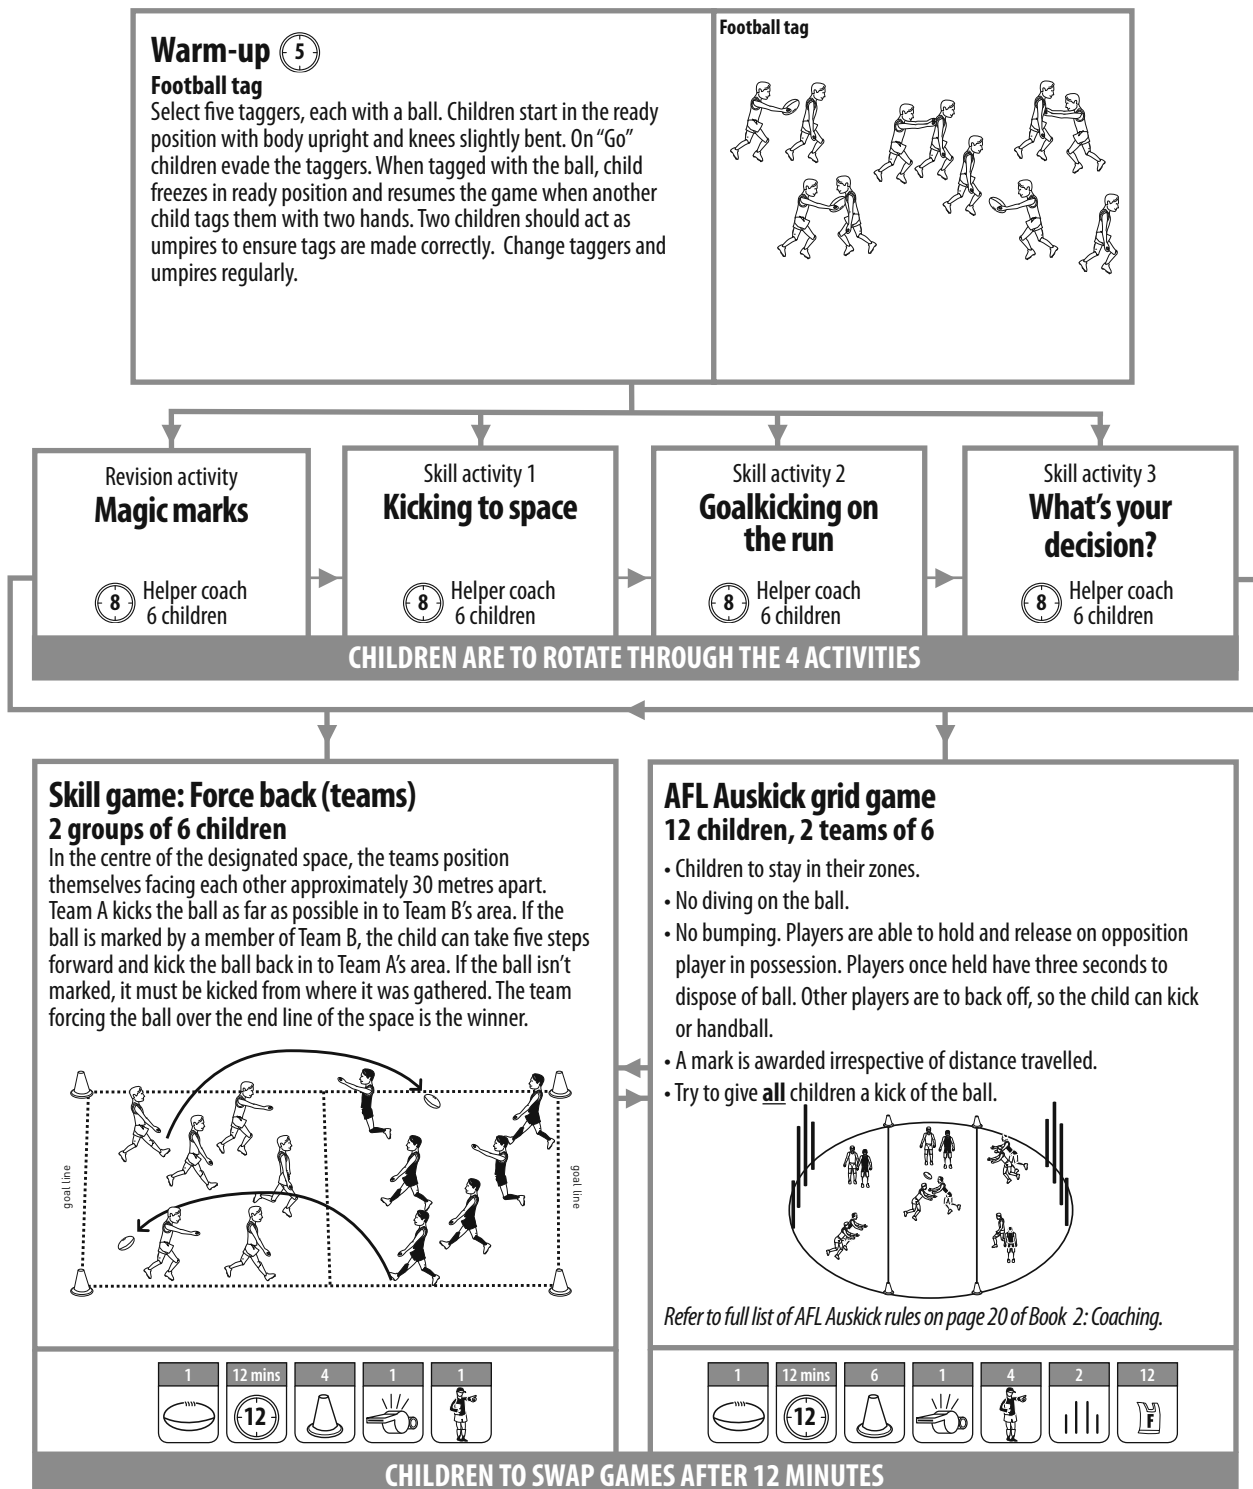 Warm-up 5
Football tag
Select five taggers, each with a ball. Children start in the ready
position with body upright and knees slightly bent. On “Go”
children evade the taggers. When tagged with the ball, child
freezes in ready position and resumes the game when another
child tags them with two hands. Two children should act as
umpires to ensure tags are made correctly. Change taggers and
umpires regularly.
Football tag
Revision activity
Magic marks
8 Helper coach
6 children
Skill activity 1
Kicking to space
8 Helper coach
6 children
Skill activity 2
Goalkicking on
the run
8 Helper coach
6 children
Skill activity 3
What’s your
decision?
8 Helper coach
6 children
CHILDREN ARE TO ROTATE THROUGH THE 4 ACTIVITIES
Skill game: Force back (teams)
2 groups of 6 children
In the centre of the designated space, the teams position
themselves facing each other approximately 30 metres apart.
Team A kicks the ball as far as possible in to Team B’s area. If the
ball is marked by a member of Team B, the child can take five steps
forward and kick the ball back in to Team A’s area. If the ball isn’t
marked, it must be kicked from where it was gathered. The team
forcing the ball over the end line of the space is the winner.
goal line
goal line
1 12 mins 4 1 1
12
AFL Auskick grid game
12 children, 2 teams of 6
• Children to stay in their zones.
• No diving on the ball.
• No bumping. Players are able to hold and release on opposition
player in possession. Players once held have three seconds to
dispose of ball. Other players are to back off, so the child can kick
or handball.
• A mark is awarded irrespective of distance travelled.
• Try to give all children a kick of the ball.
Refer to full list of AFL Auskick rules on page 20 of Book 2: Coaching.
1 12 mins 6 1 4 2 12
12 F
CHILDREN TO SWAP GAMES AFTER 12 MINUTES